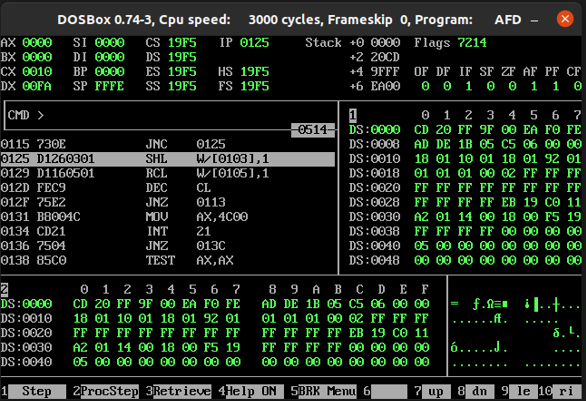 DOSBox 0.74-3, Cpu speed: 3000 cycles, Frameskip 0, Program: AFD
AX 0000 SI 0000 CS 19F5 IP 0125 Stack +0 0000 Flags 7214
BX 0000 DI 0000 DS 19F5 +2 20CD
CX 0010 BP 0000 ES 19F5 HS 19F5 +4 9FFF OF DF IF SF ZF AF PF CF
DX 00FA SP FFFE SS 19F5 FS 19F5 +6 EA00 0 0 1 0 0 1 1 0
CMD >
0514
0115 730E JNC 0125
0125 D1260301 SHL W/[0103],1
0129 D1160501 RCL W/[0105],1
012D FEC9 DEC CL
012F 75E2 JNZ 0113
0131 B8004C MOV AX,4C00
0134 CD21 INT 21
0136 7504 JNZ 013C
0138 85C0 TEST AX,AX
1 0 1 2 3 4 5 6 7
DS:0000 CD 20 FF 9F 00 EA F0 FE
DS:0008 AD DE 1B 05 C5 06 00 00
DS:0010 18 01 10 01 18 01 92 01
DS:0018 01 01 01 00 02 FF FF FF
DS:0020 FF FF FF FF FF FF FF FF
DS:0028 FF FF FF FF EB 19 C0 11
DS:0030 A2 01 14 00 18 00 F5 19
DS:0038 FF FF FF FF 00 00 00 00
DS:0040 05 00 00 00 00 00 00 00
DS:0048 00 00 00 00 00 00 00 00
2 0 1 2 3 4 5 6 7 8 9 A B C D E F
DS:0000 CD 20 FF 9F 00 EA F0 FE AD DE 1B 05 C5 06 00 00
DS:0010 18 01 10 01 18 01 92 01 01 01 01 00 02 FF FF FF
DS:0020 FF FF FF FF FF FF FF FF FF FF FF FF EB 19 C0 11
DS:0030 A2 01 14 00 18 00 F5 19 FF FF FF FF 00 00 00 00
DS:0040 05 00 00 00 00 00 00 00 00 00 00 00 00 00 00 00
= ƒ.Ω≡■ ¡▐..┼...
......Æ. .......
δ.└.
ó.....⌡. ....
........ ........
1 Step 2 ProcStep 3 Retrieve 4 Help ON 5 BRK Menu 6 7 up 8 dn 9 le 10 ri